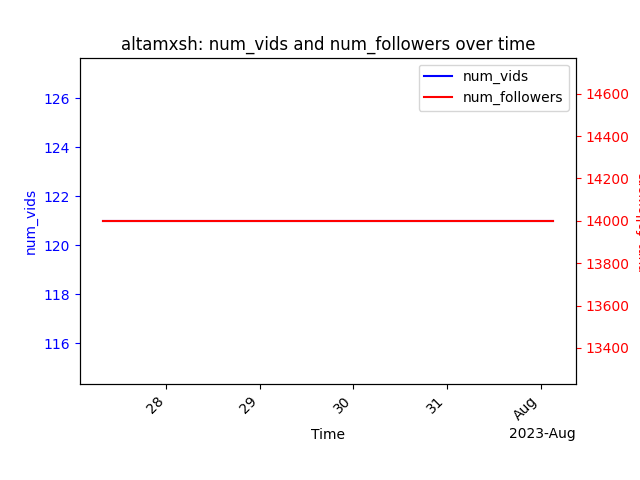 altamxsh: num_vids and num_followers over time
num_vids
num_followers
126
124
122
120
118
116
num_vids
14600
14400
14200
14000
13800
13600
13400
28
29
30
31
Aug
Time
2023-Aug